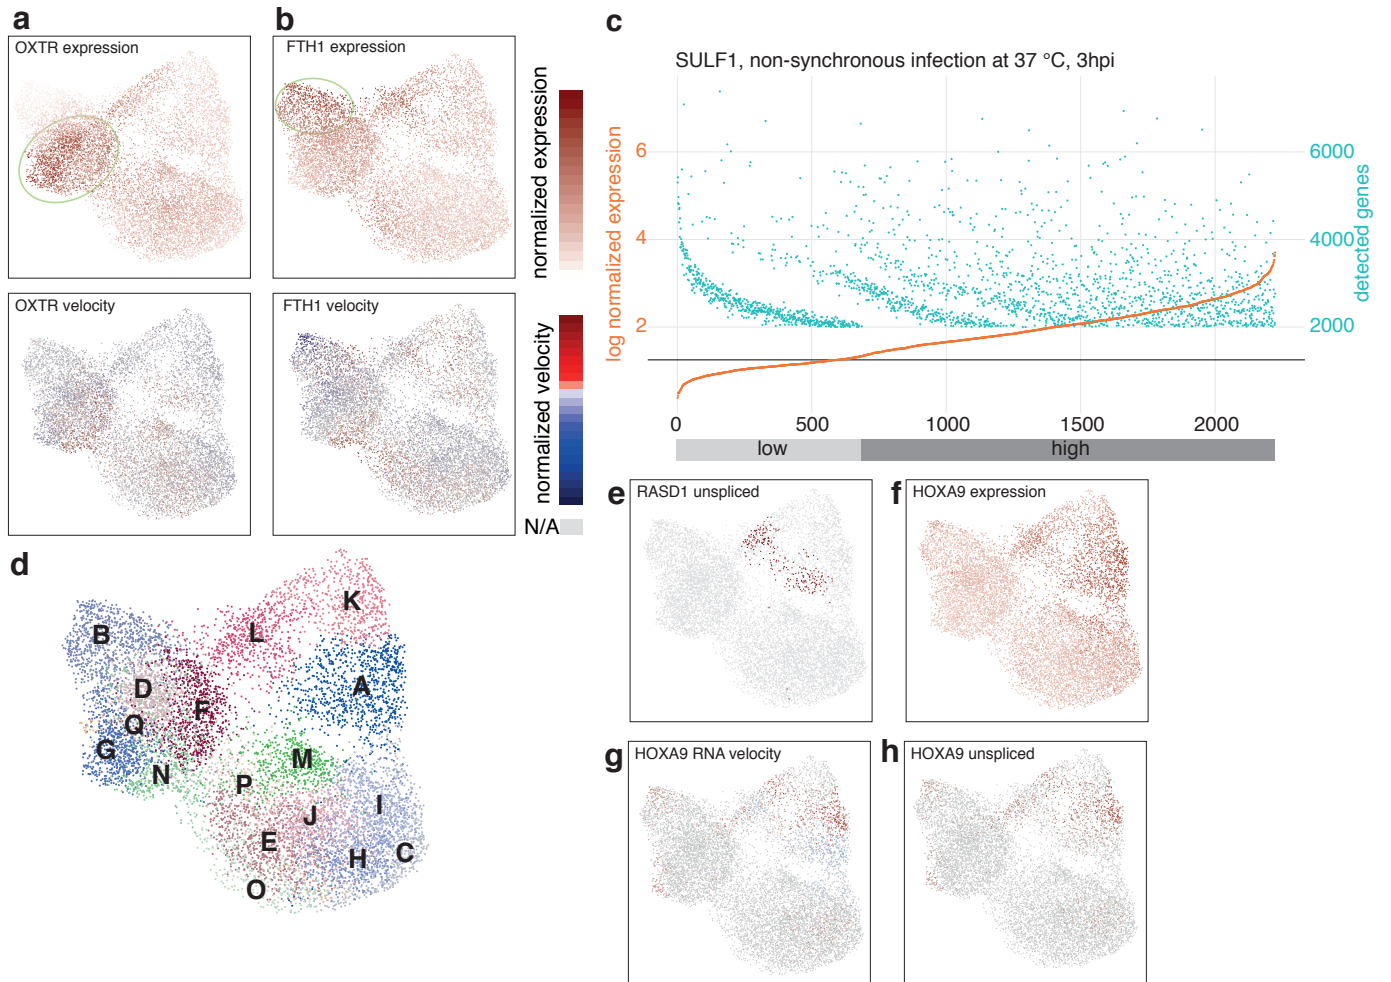 a
OXTR expression
b
FTH1 expression
normalized expression
OXTR velocity
FTH1 velocity
normalized velocity
N/A
c
SULF1, non-synchronous infection at 37 °C, 3hpi
log normalized expression
6
4
2
6000
4000
2000
detected genes
0
500
1000
1500
2000
low
high
d
B
K
L
D
A
F
Q
G
N
M
P
I
J
E
H
C
O
e
RASD1 unspliced
f
HOXA9 expression
g
HOXA9 RNA velocity
h
HOXA9 unspliced